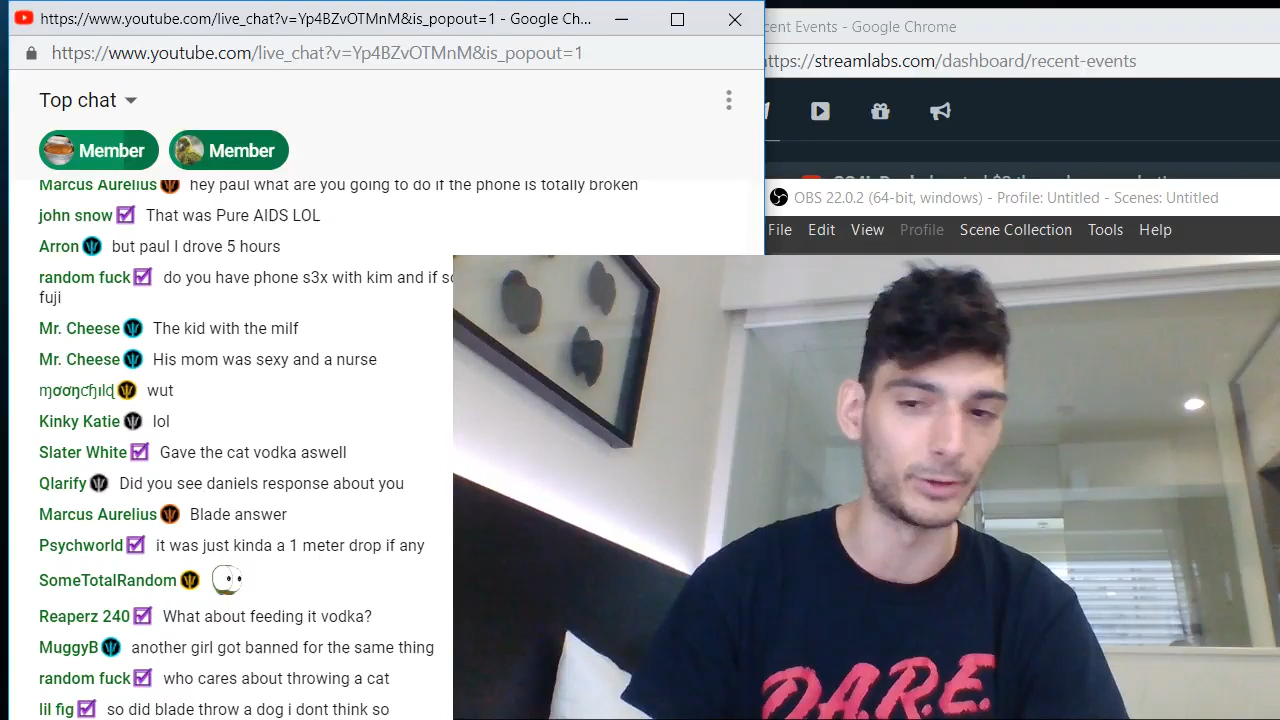 https://www.youtube.com/live_chat?v=Yp4BZvOTMnM&is_popout=1 - Google Ch...
https://www.youtube.com/live_chat?v=Yp4BZvOTMnM&is_popout=1
Top chat
Member Member
Marcus Aurelius hey paul what are you going to do if the phone is totally broken
john snow That was Pure AIDS LOL
Arron but paul I drove 5 hours
random fuck do you have phone s3x with kim and if
fuji
Mr. Cheese The kid with the milf
Mr. Cheese His mom was sexy and a nurse
ɱơơŋƈɧıƖɖ wut
Kinky Katie lol
Slater White Gave the cat vodka aswell
Qlarify Did you see daniels response about you
Marcus Aurelius Blade answer
Psychworld it was just kinda a 1 meter drop if any
SomeTotalRandom
Reaperz 240 What about feeding it vodka?
MuggyB another girl got banned for the same thing
random fuck who cares about throwing a cat
lil fig so did blade throw a dog i dont think so
cent Events - Google Chrome
ttps://streamlabs.com/dashboard/recent-events
OBS 22.0.2 (64-bit, windows) - Profile: Untitled - Scenes: Untitled
File Edit View Profile Scene Collection Tools Help
D.A.R.E.